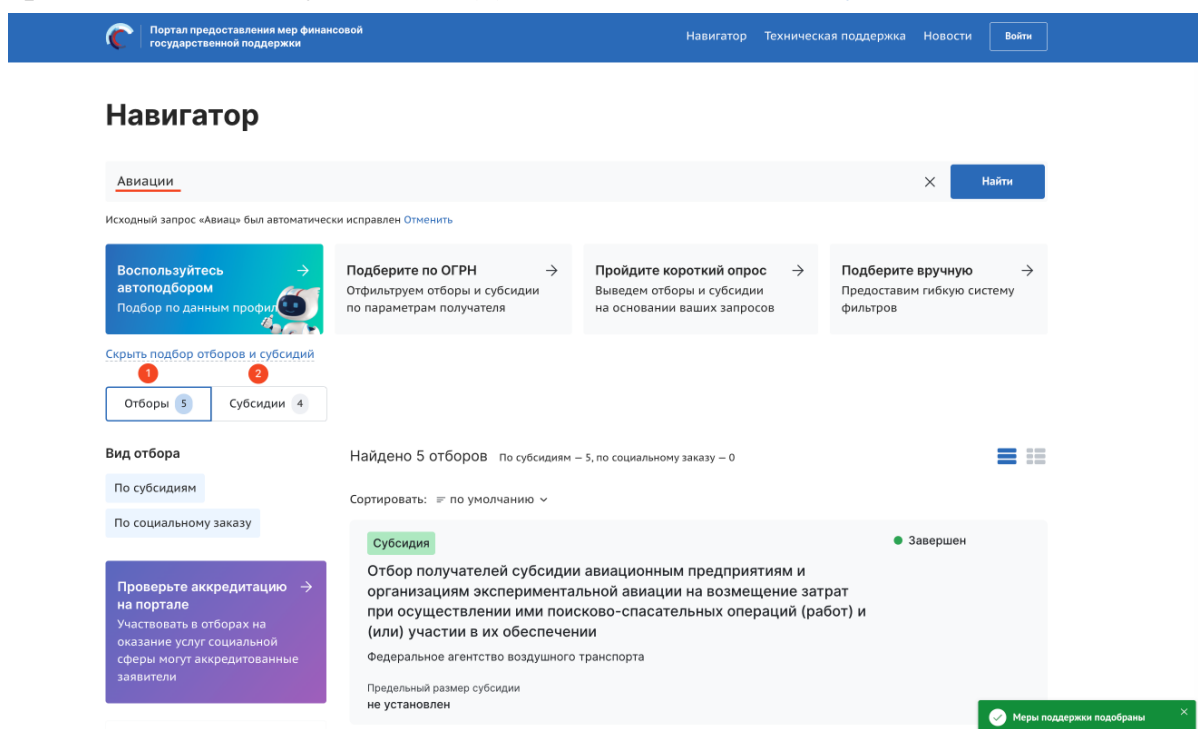 Портал предоставления мер финансовой
государственной поддержки
Навигатор Техническая поддержка Новости Войти
Навигатор
Авиации
Найти
Исходный запрос «Авиац» был автоматически исправлен Отменить
Воспользуйтесь
автоподбором
Подбор по данным профил
Подберите по ОГРН
Отфильтруем отборы и субсидии
по параметрам получателя
Пройдите короткий опрос
Выведем отборы и субсидии
на основании ваших запросов
Подберите вручную
Предоставим гибкую систему
фильтров
Скрыть подбор отборов и субсидий
1 2
Отборы 5 Субсидии 4
Вид отбора
По субсидиям
По социальному заказу
Проверьте аккредитацию
на портале
Участвовать в отборах на
оказание услуг социальной
сферы могут аккредитованные
заявители
Найдено 5 отборов По субсидиям – 5, по социальному заказу – 0
Сортировать: по умолчанию
Субсидия
Завершен
Отбор получателей субсидии авиационным предприятиям и
организациям экспериментальной авиации на возмещение затрат
при осуществлении ими поисково-спасательных операций (работ) и
(или) участии в их обеспечении
Федеральное агентство воздушного транспорта
Предельный размер субсидии
не установлен
Меры поддержки подобраны